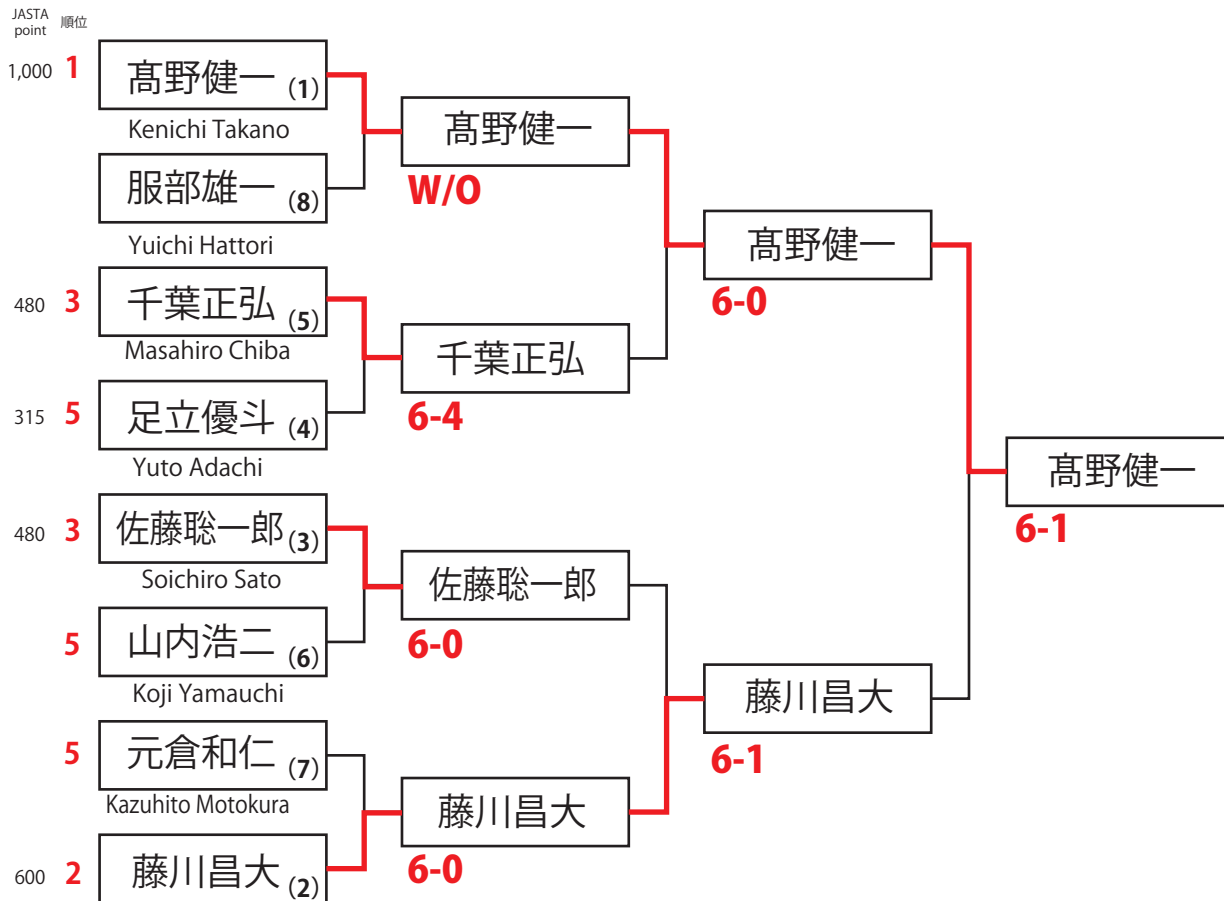 JASTA
point 順位
1,000 1 髙野健一 (1)
Kenichi Takano
服部雄一 (8)
Yuichi Hattori
480 3 千葉正弘 (5)
Masahiro Chiba
315 5 足立優斗 (4)
Yuto Adachi
480 3 佐藤聡一郎 (3)
Soichiro Sato
5 山内浩二 (6)
Koji Yamauchi
5 元倉和仁 (7)
Kazuhito Motokura
600 2 藤川昌大 (2)
髙野健一
W/O
千葉正弘
6-4
佐藤聡一郎
6-0
藤川昌大
6-0
髙野健一
6-0
藤川昌大
6-1
髙野健一
6-1